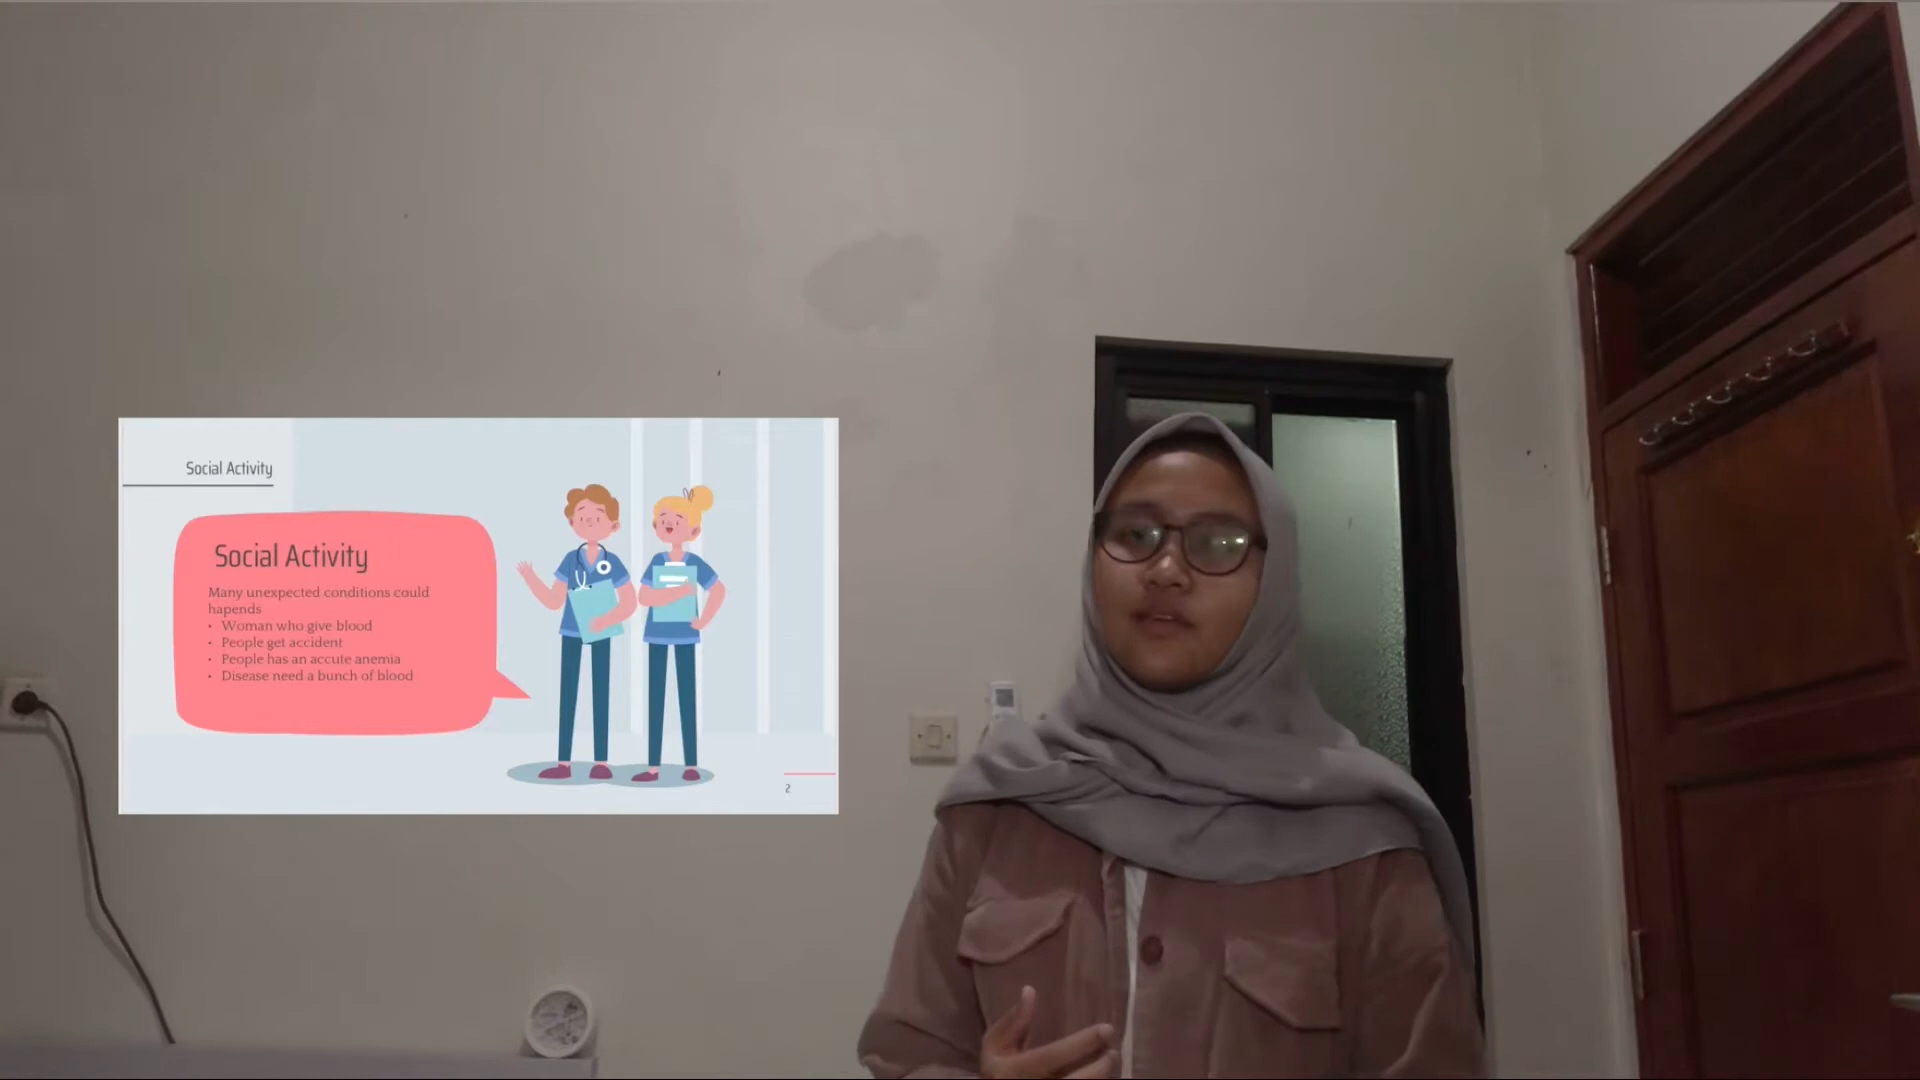 Social Activity
Social Activity
Many unexpected conditions could
hapends
• Woman who give blood
• People get accident
• People has an accute anemia
• Disease need a bunch of blood
2